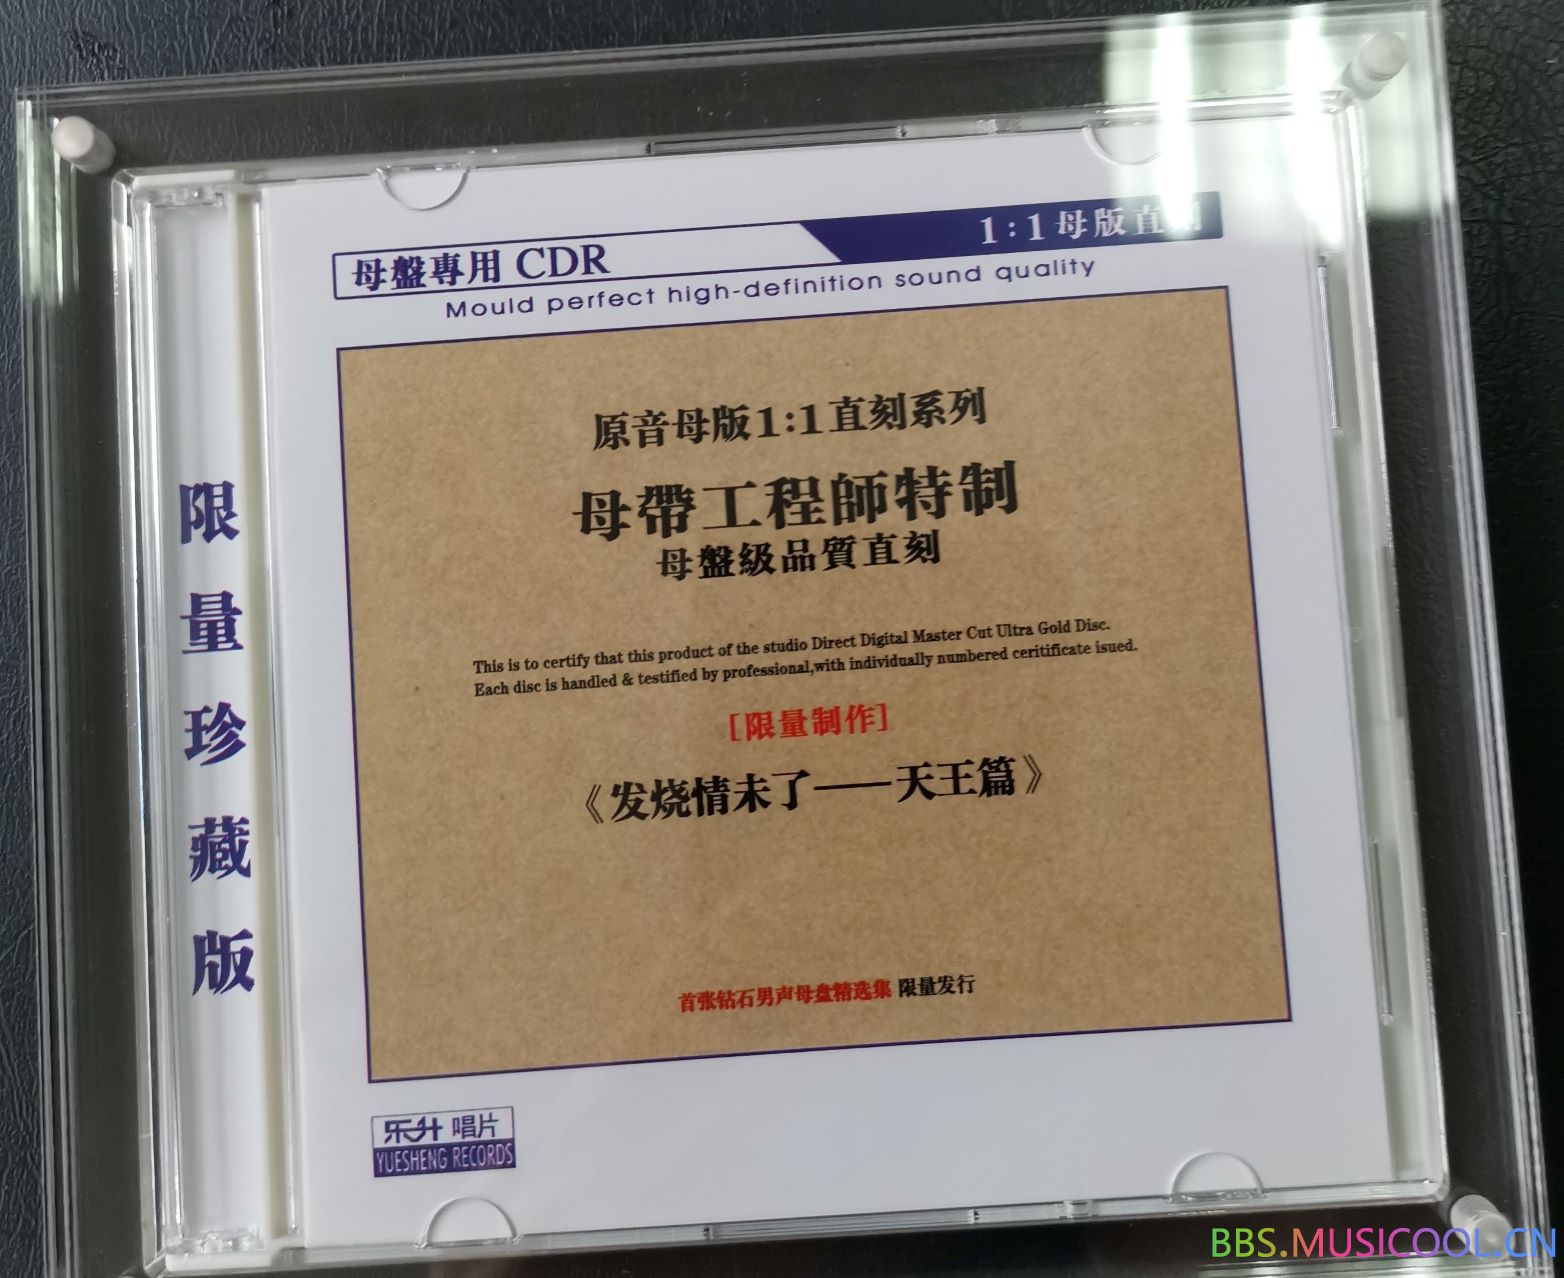 母盤專用 CDR
1:1母版直刻
Mould perfect high-definition sound quality
原音母版1:1直刻系列
母帶工程師特制
母盤級品質直刻
This is to certify that this product of the studio Direct Digital Master Cut Ultra Gold Disc.
Each disc is handled & testified by professional,with individually numbered ceritificate isued.
[限量制作]
《发烧情未了——天王篇》
首张钻石男声母盘精选集 限量发行
乐升 唱片
YUESHENG RECORDS
限量珍藏版
BBS.MUSICOOL.CN